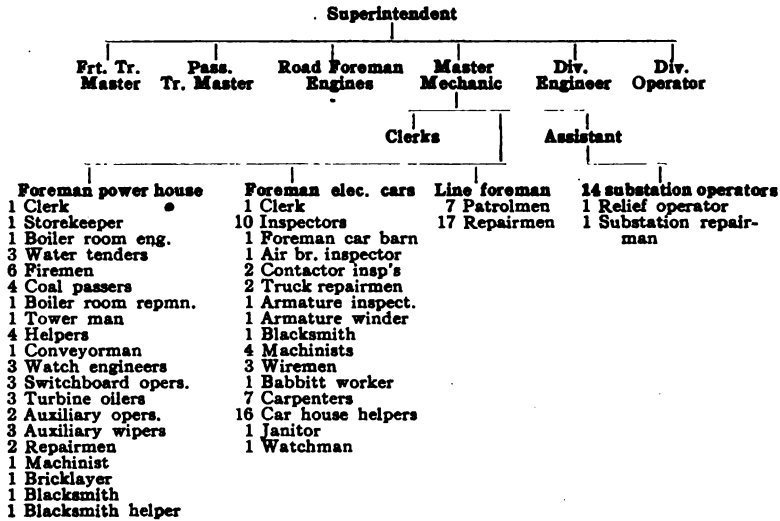 Superintendent
Frt. Tr. Master
Pass. Tr. Master
Road Foreman Engines
Master Mechanic
Div. Engineer
Div. Operator
Clerks
Assistant
Foreman power house
1 Clerk
1 Storekeeper
1 Boiler room eng.
3 Water tenders
6 Firemen
4 Coal passers
1 Boiler room repmn.
1 Tower man
4 Helpers
1 Conveyorman
3 Watch engineers
3 Switchboard opers.
3 Turbine oilers
2 Auxiliary opers.
3 Auxiliary wipers
2 Repairmen
1 Machinist
1 Bricklayer
1 Blacksmith
1 Blacksmith helper
Foreman elec. cars
1 Clerk
10 Inspectors
1 Foreman car barn
1 Air br. inspector
2 Contactor insp's
2 Truck repairmen
1 Armature inspect.
1 Armature winder
1 Blacksmith
4 Machinists
3 Wiremen
1 Babbitt worker
7 Carpenters
16 Car house helpers
1 Janitor
1 Watchman
Line foreman
7 Patrolmen
17 Repairmen
14 substation operators
1 Relief operator
1 Substation repair-
man